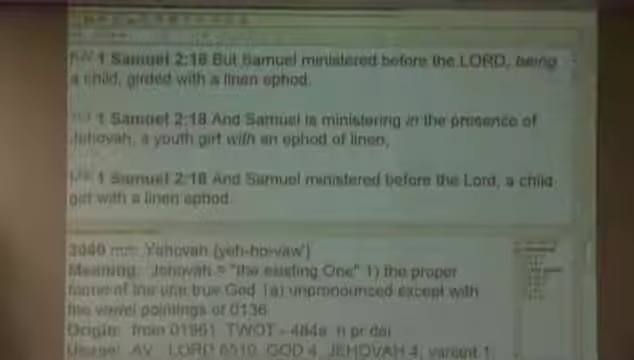 1 Samuel 2:18 But Samuel ministered before the LORD, being
a child, girded with a linen ephod.
1 Samuel 2:18 And Samuel is ministering in the presence of
Jehovah, a youth girt with an ephod of linen,
1 Samuel 2:18 And Samuel ministered before the Lord, a child
girt with a linen ephod.
3068 Yehovah {yeh-ho-vaw'}
Meaning: Jehovah = "the existing One" 1) the proper
name of the one true God 1a) unpronounced except with
the vowel pointings of 0136
Origin: from 01961, TWOT - 484a, n pr dei
Usage: AV - LORD 6510, GOD 4, JEHOVAH 4, variant 1;